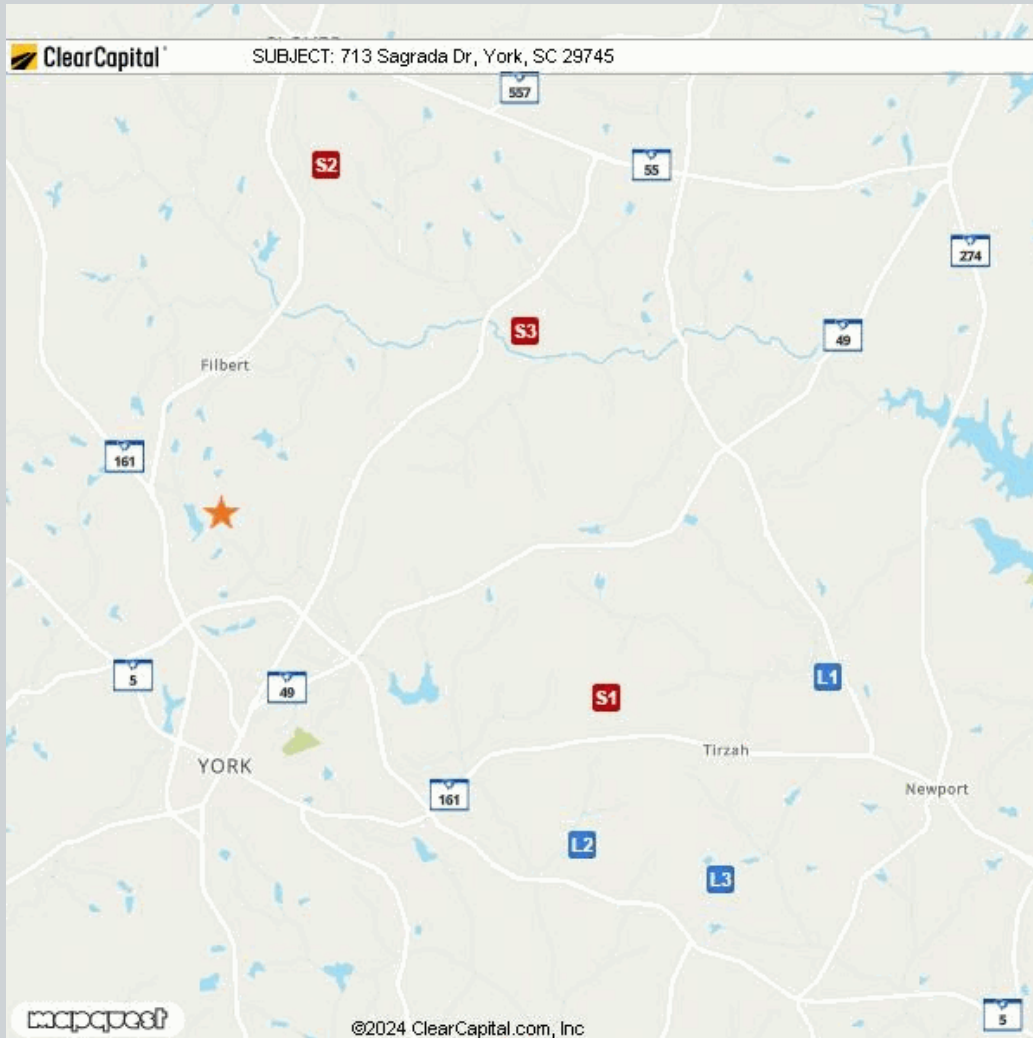 ClearCapital
SUBJECT: 713 Sagrada Dr, York, SC 29745
557
S2
55
274
S3
49
Filbert
161
5
49
S1
L1
YORK
Tirzah
161
Newport
L2
L3
mapquest
©2024 ClearCapital.com, Inc
5